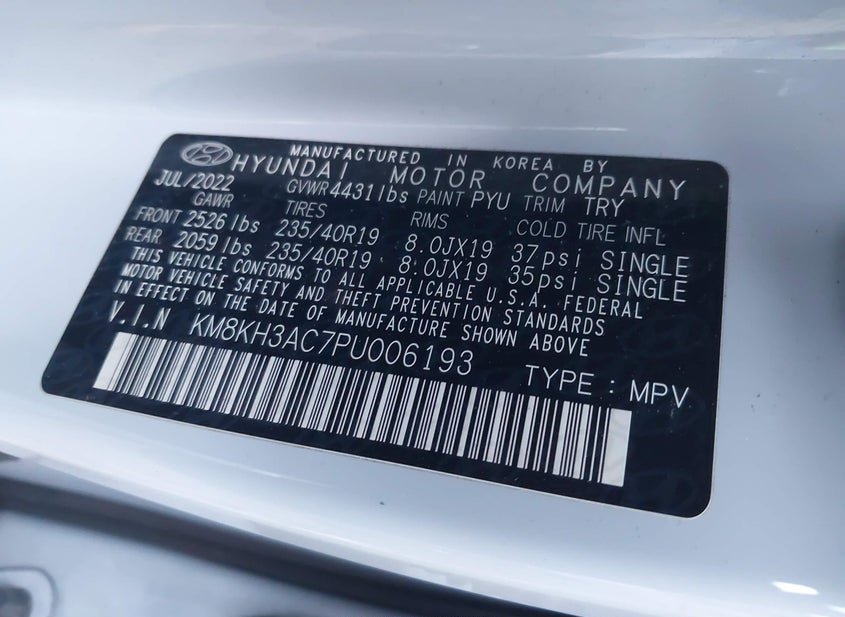 MANUFACTURED IN KOREA BY
HYUNDAI MOTOR COMPANY
JUL/2022 GVWR 4431lbs PAINT PYU TRIM TRY
GAWR TIRES RIMS COLD TIRE INFL
FRONT 2526lbs 235/40R19 8.0JX19 37psi SINGLE
REAR 2059lbs 235/40R19 8.0JX19 35psi SINGLE
THIS VEHICLE CONFORMS TO ALL APPLICABLE U.S.A. FEDERAL
MOTOR VEHICLE SAFETY AND THEFT PREVENTION STANDARDS
IN EFFECT ON THE DATE OF MANUFACTURE SHOWN ABOVE
V.I.N KM8KH3AC7PU006193
TYPE : MPV